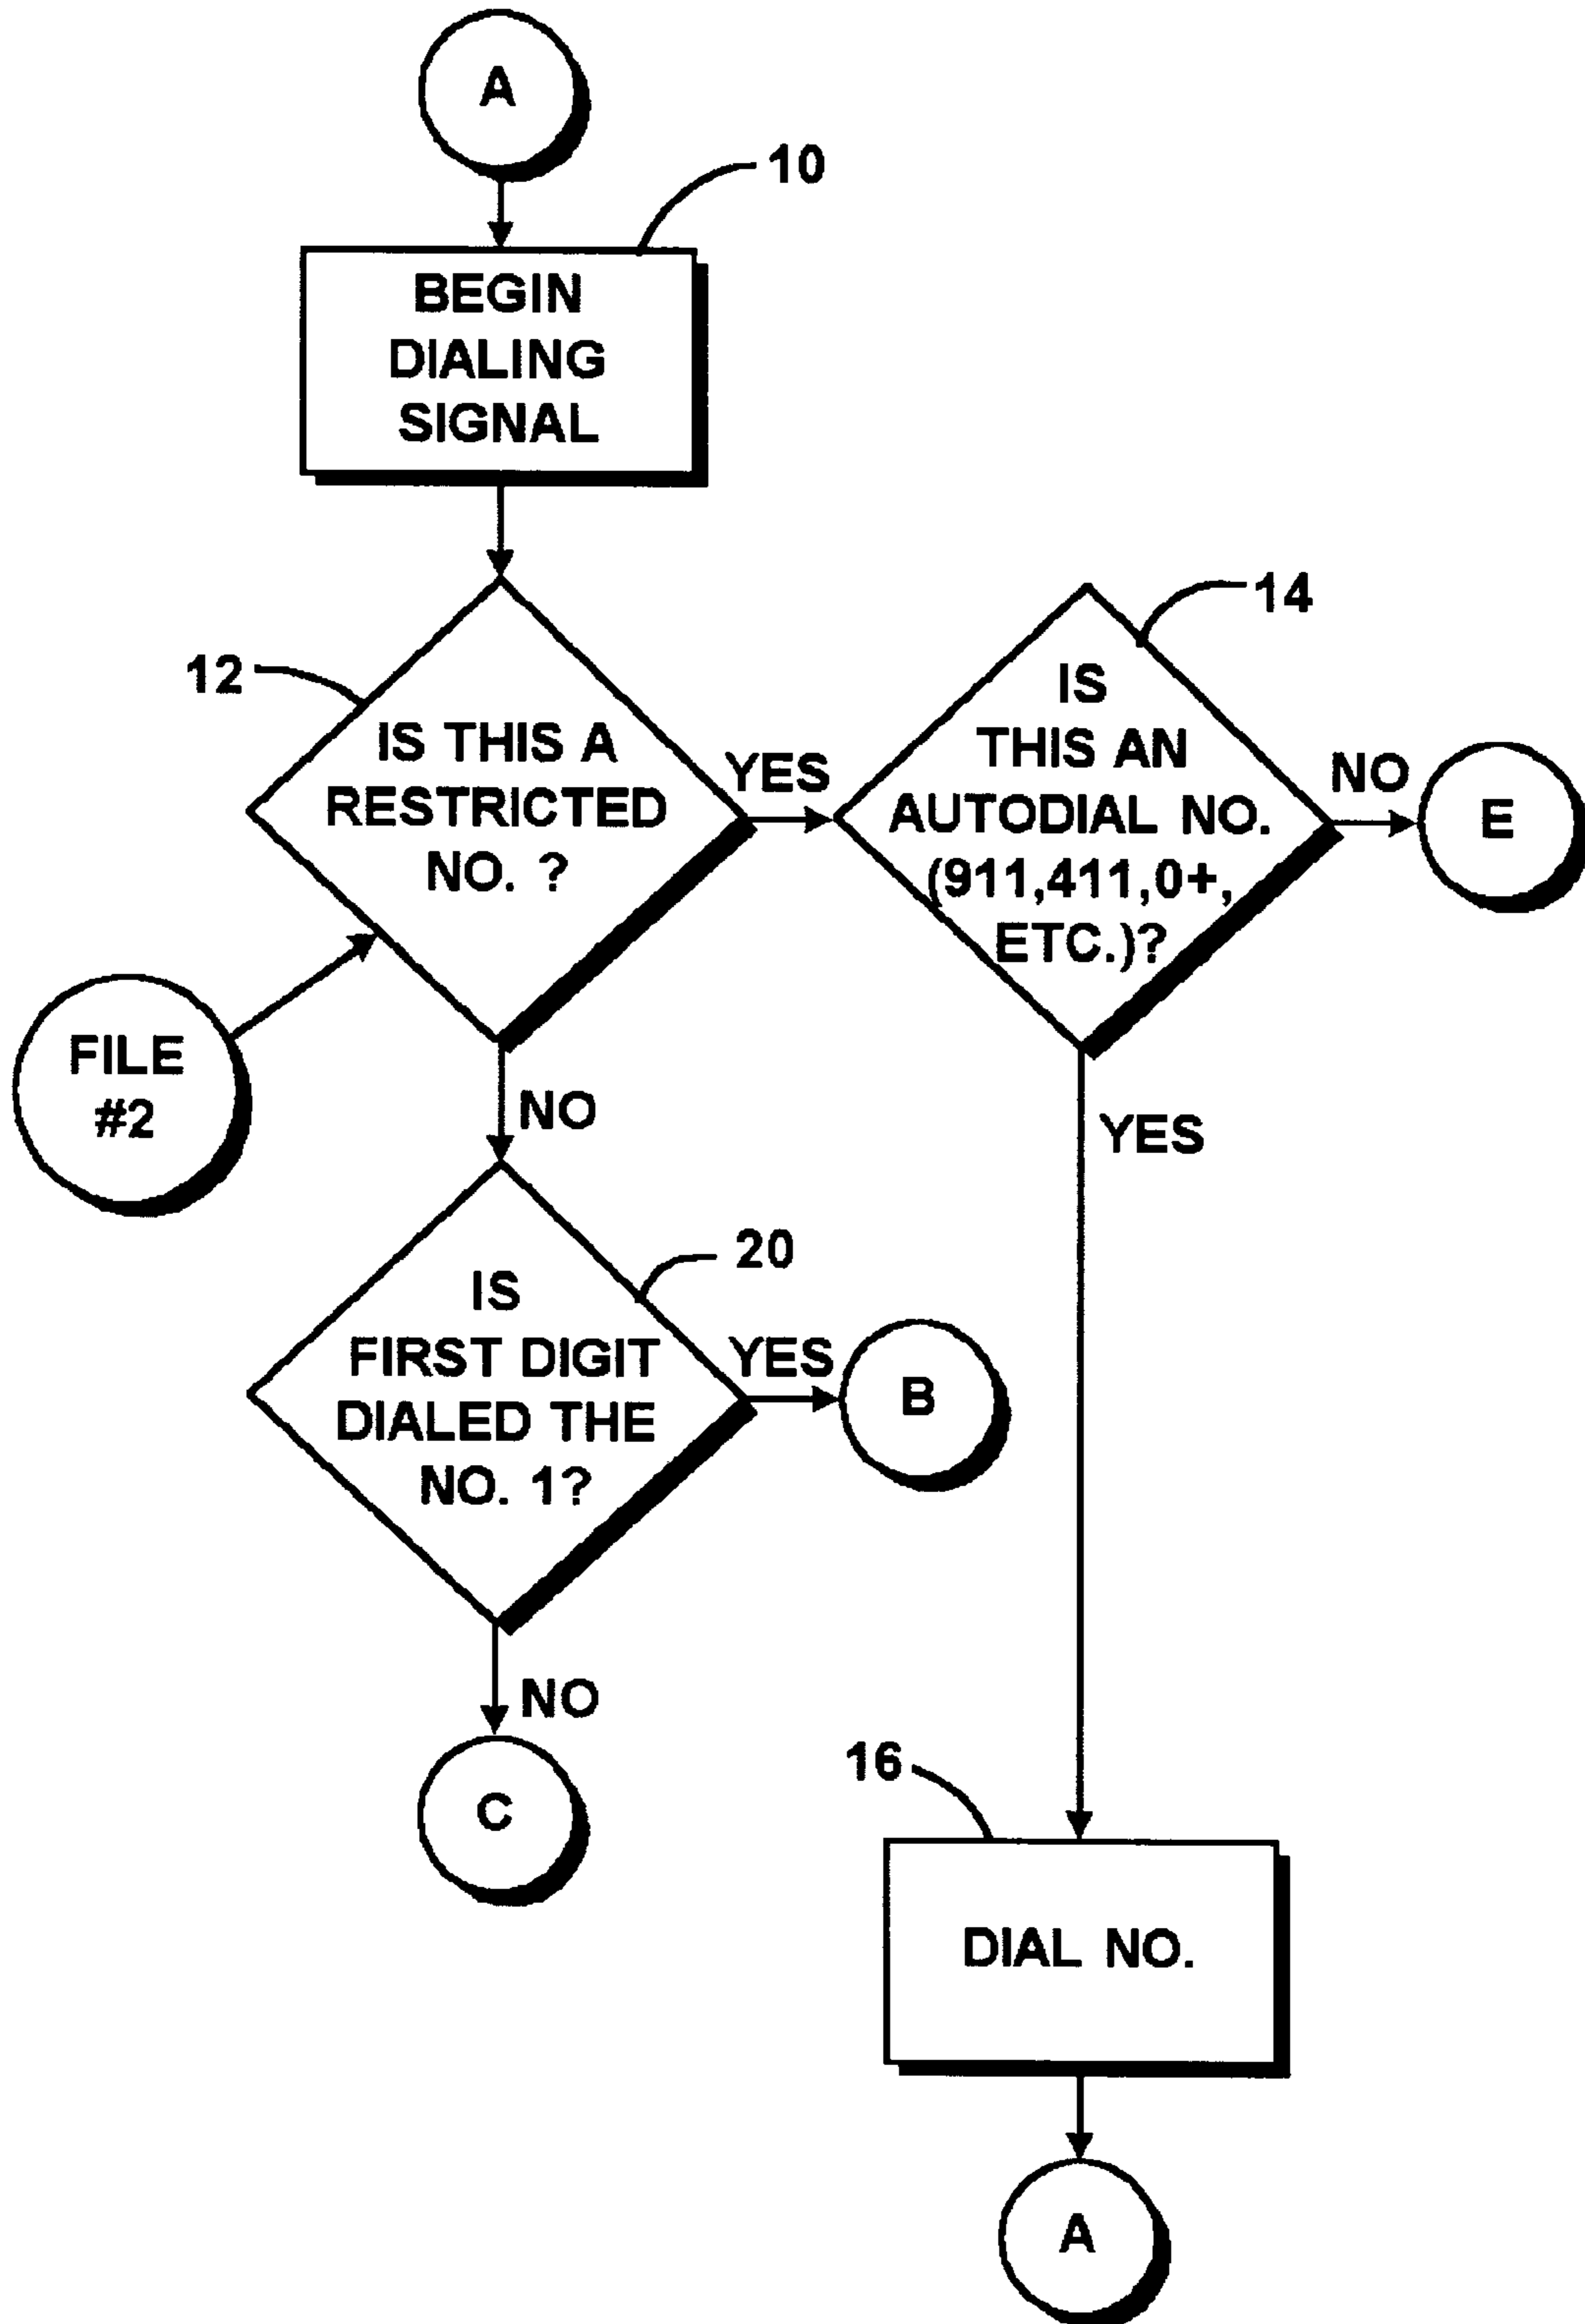 A
10
BEGIN
DIALING
SIGNAL
12
IS THIS A
RESTRICTED
NO. ?
YES
14
IS
THIS AN
AUTODIAL NO.
(911,411,0+,
ETC.)?
NO
E
FILE
#2
NO
YES
20
IS
FIRST DIGIT
DIALED THE
NO. 1?
YES
B
NO
C
16
DIAL NO.
A